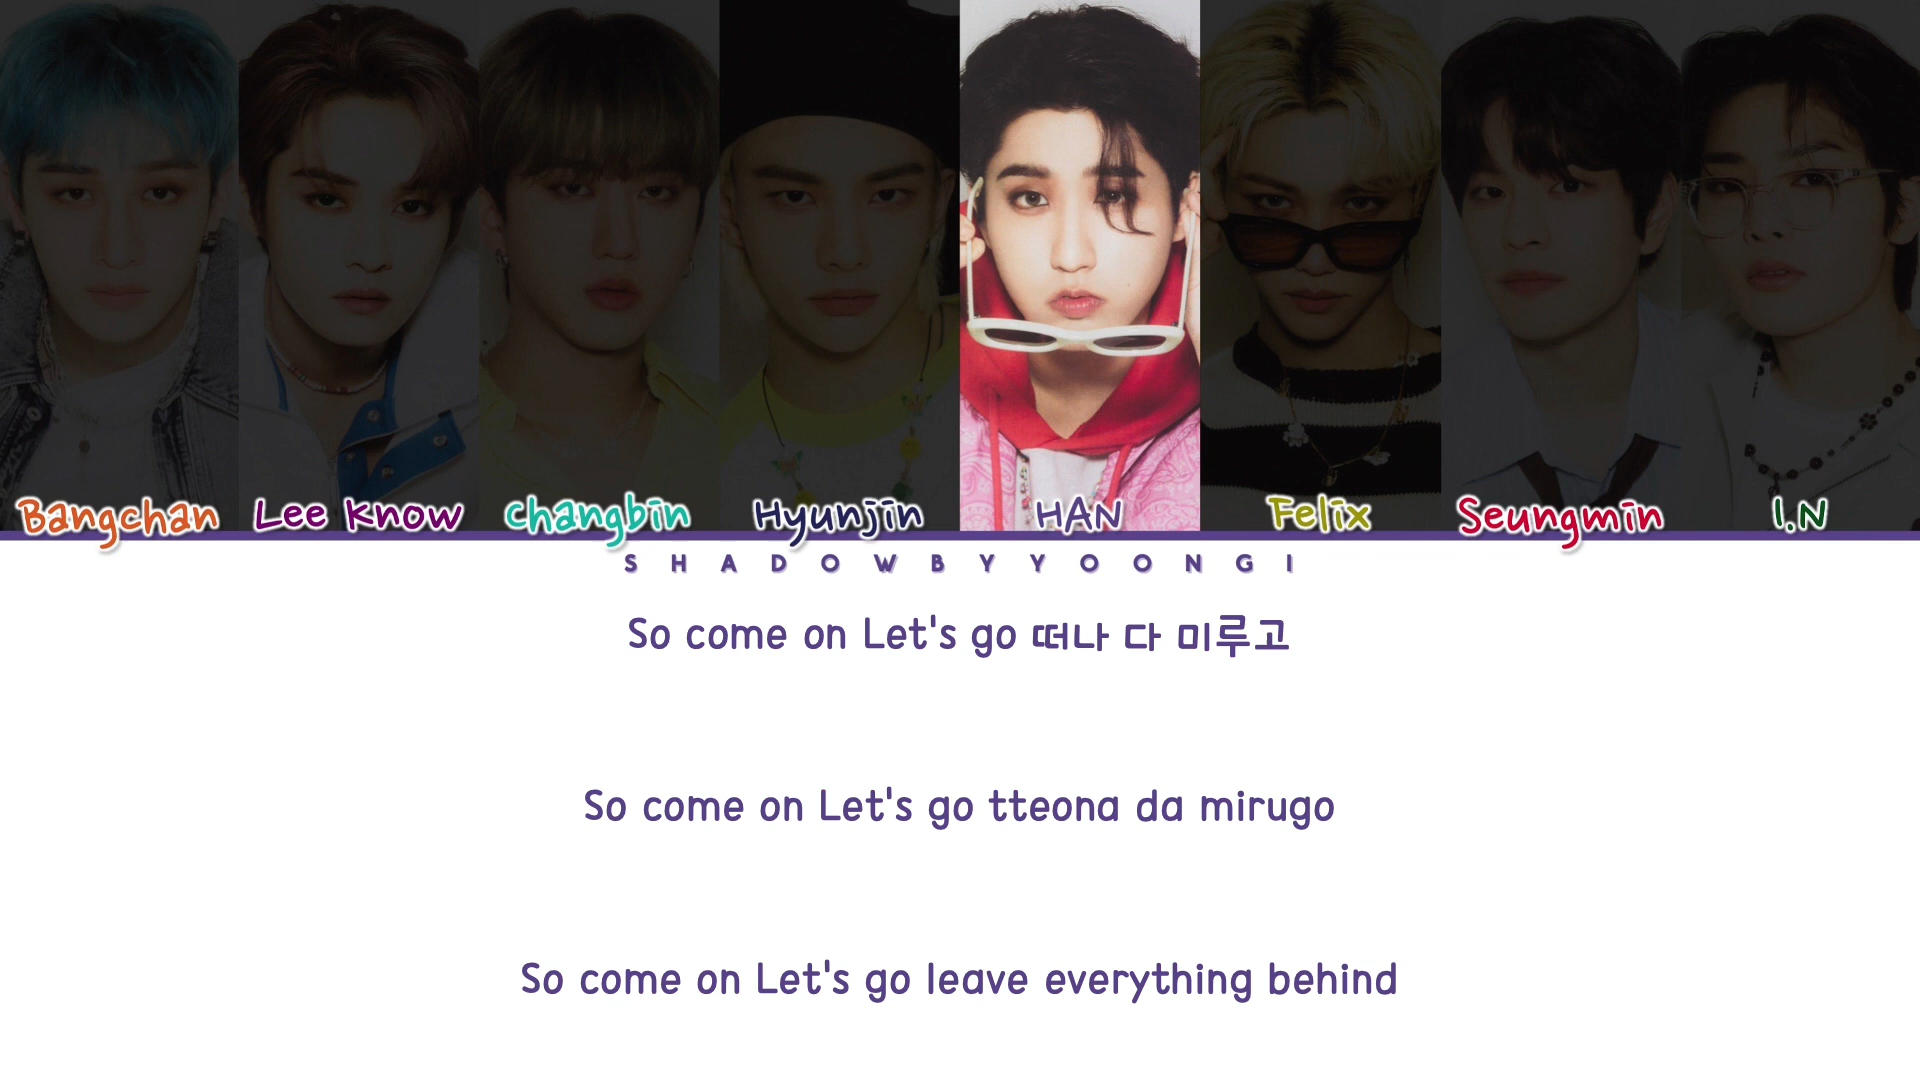 Bangchan Lee Know Changbin Hyunjin HAN Felix Seungmin I.N
SHADOWBYYOONGI
So come on Let's go 떠나 다 미루고
So come on Let's go tteona da mirugo
So come on Let's go leave everything behind